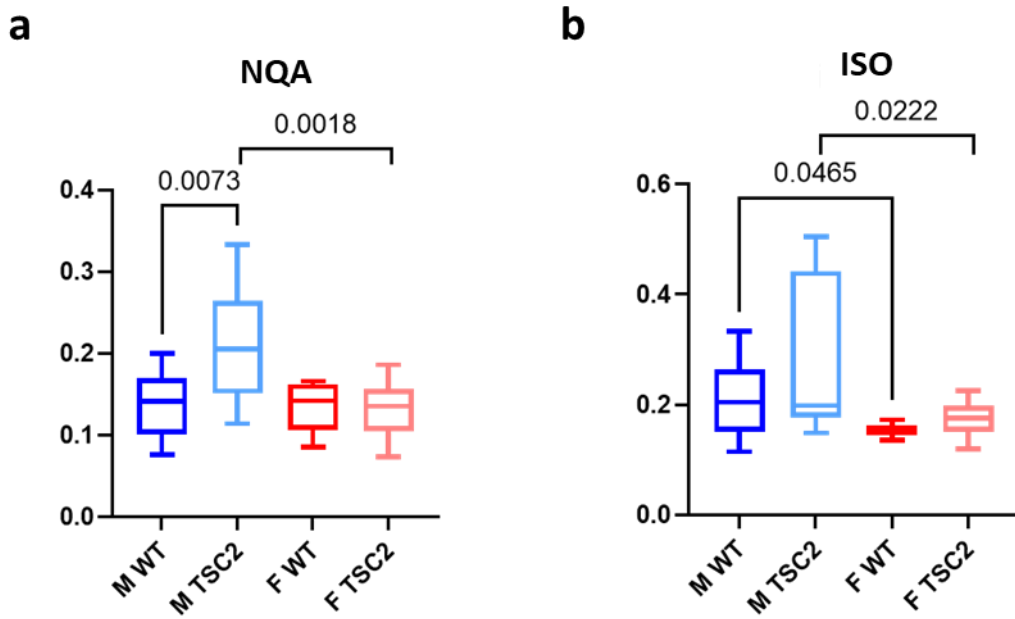 a
NQA
0.0018
0.0073
0.4
0.3
0.2
0.1
0.0
M WT
M TSC2
F WT
F TSC2
b
ISO
0.0222
0.0465
0.6
0.4
0.2
0.0
M WT
M TSC2
F WT
F TSC2